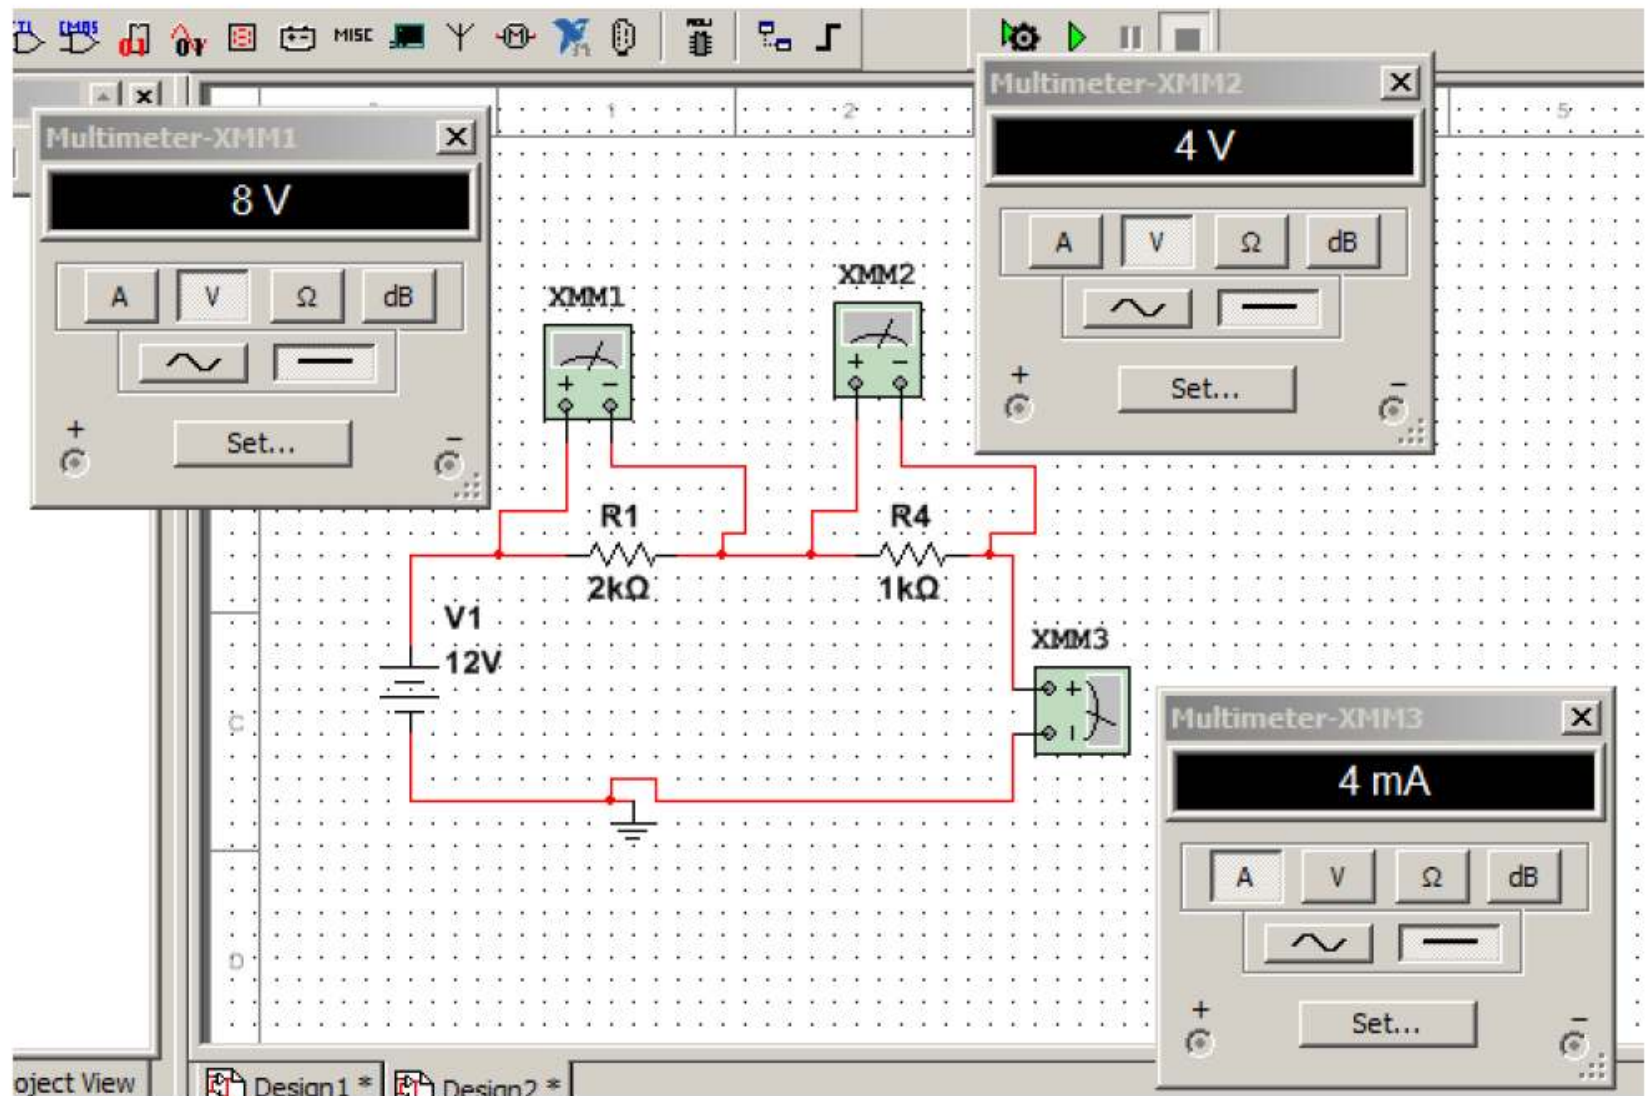 CMOS
MISC
1
2
5
Multimeter-XMM1
8 V
A V Ω dB
+ Set... −
Multimeter-XMM2
4 V
A V Ω dB
+ Set... −
XMM1
+ −
XMM2
+ −
R1
2kΩ
R4
1kΩ
V1
12V
XMM3
+
−
C
D
Multimeter-XMM3
4 mA
A V Ω dB
+ Set... −
oject View
Design1 *
Design2 *